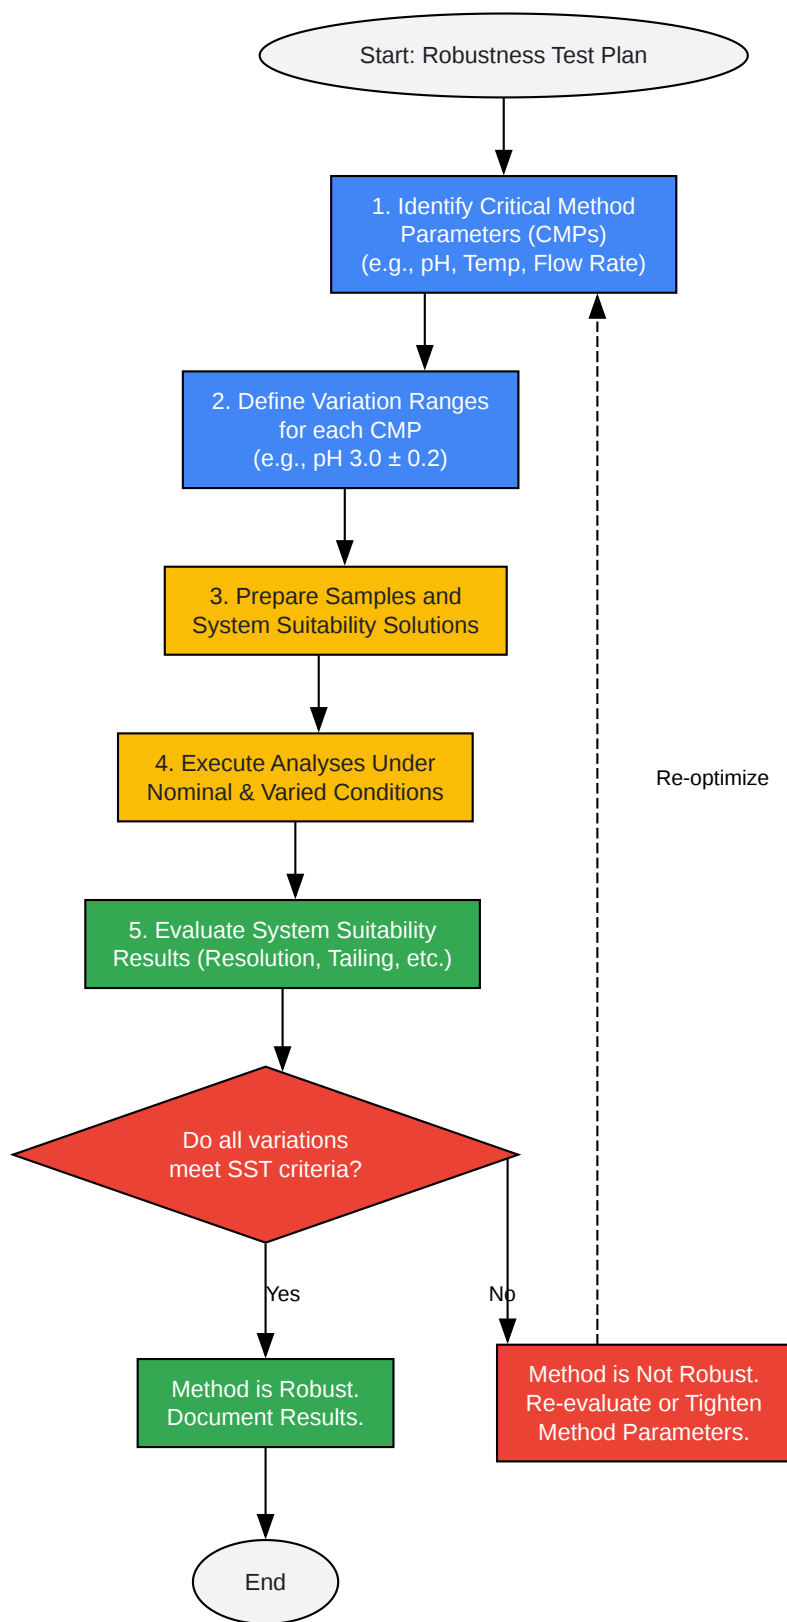 Start: Robustness Test Plan
1. Identify Critical Method
Parameters (CMPs)
(e.g., pH, Temp, Flow Rate)
2. Define Variation Ranges
for each CMP
(e.g., pH 3.0 ± 0.2)
3. Prepare Samples and
System Suitability Solutions
Re-optimize
4. Execute Analyses Under
Nominal & Varied Conditions
5. Evaluate System Suitability
Results (Resolution, Tailing, etc.)
Do all variations
meet SST criteria?
Yes
No
Method is Robust.
Document Results.
Method is Not Robust.
Re-evaluate or Tighten
Method Parameters.
End